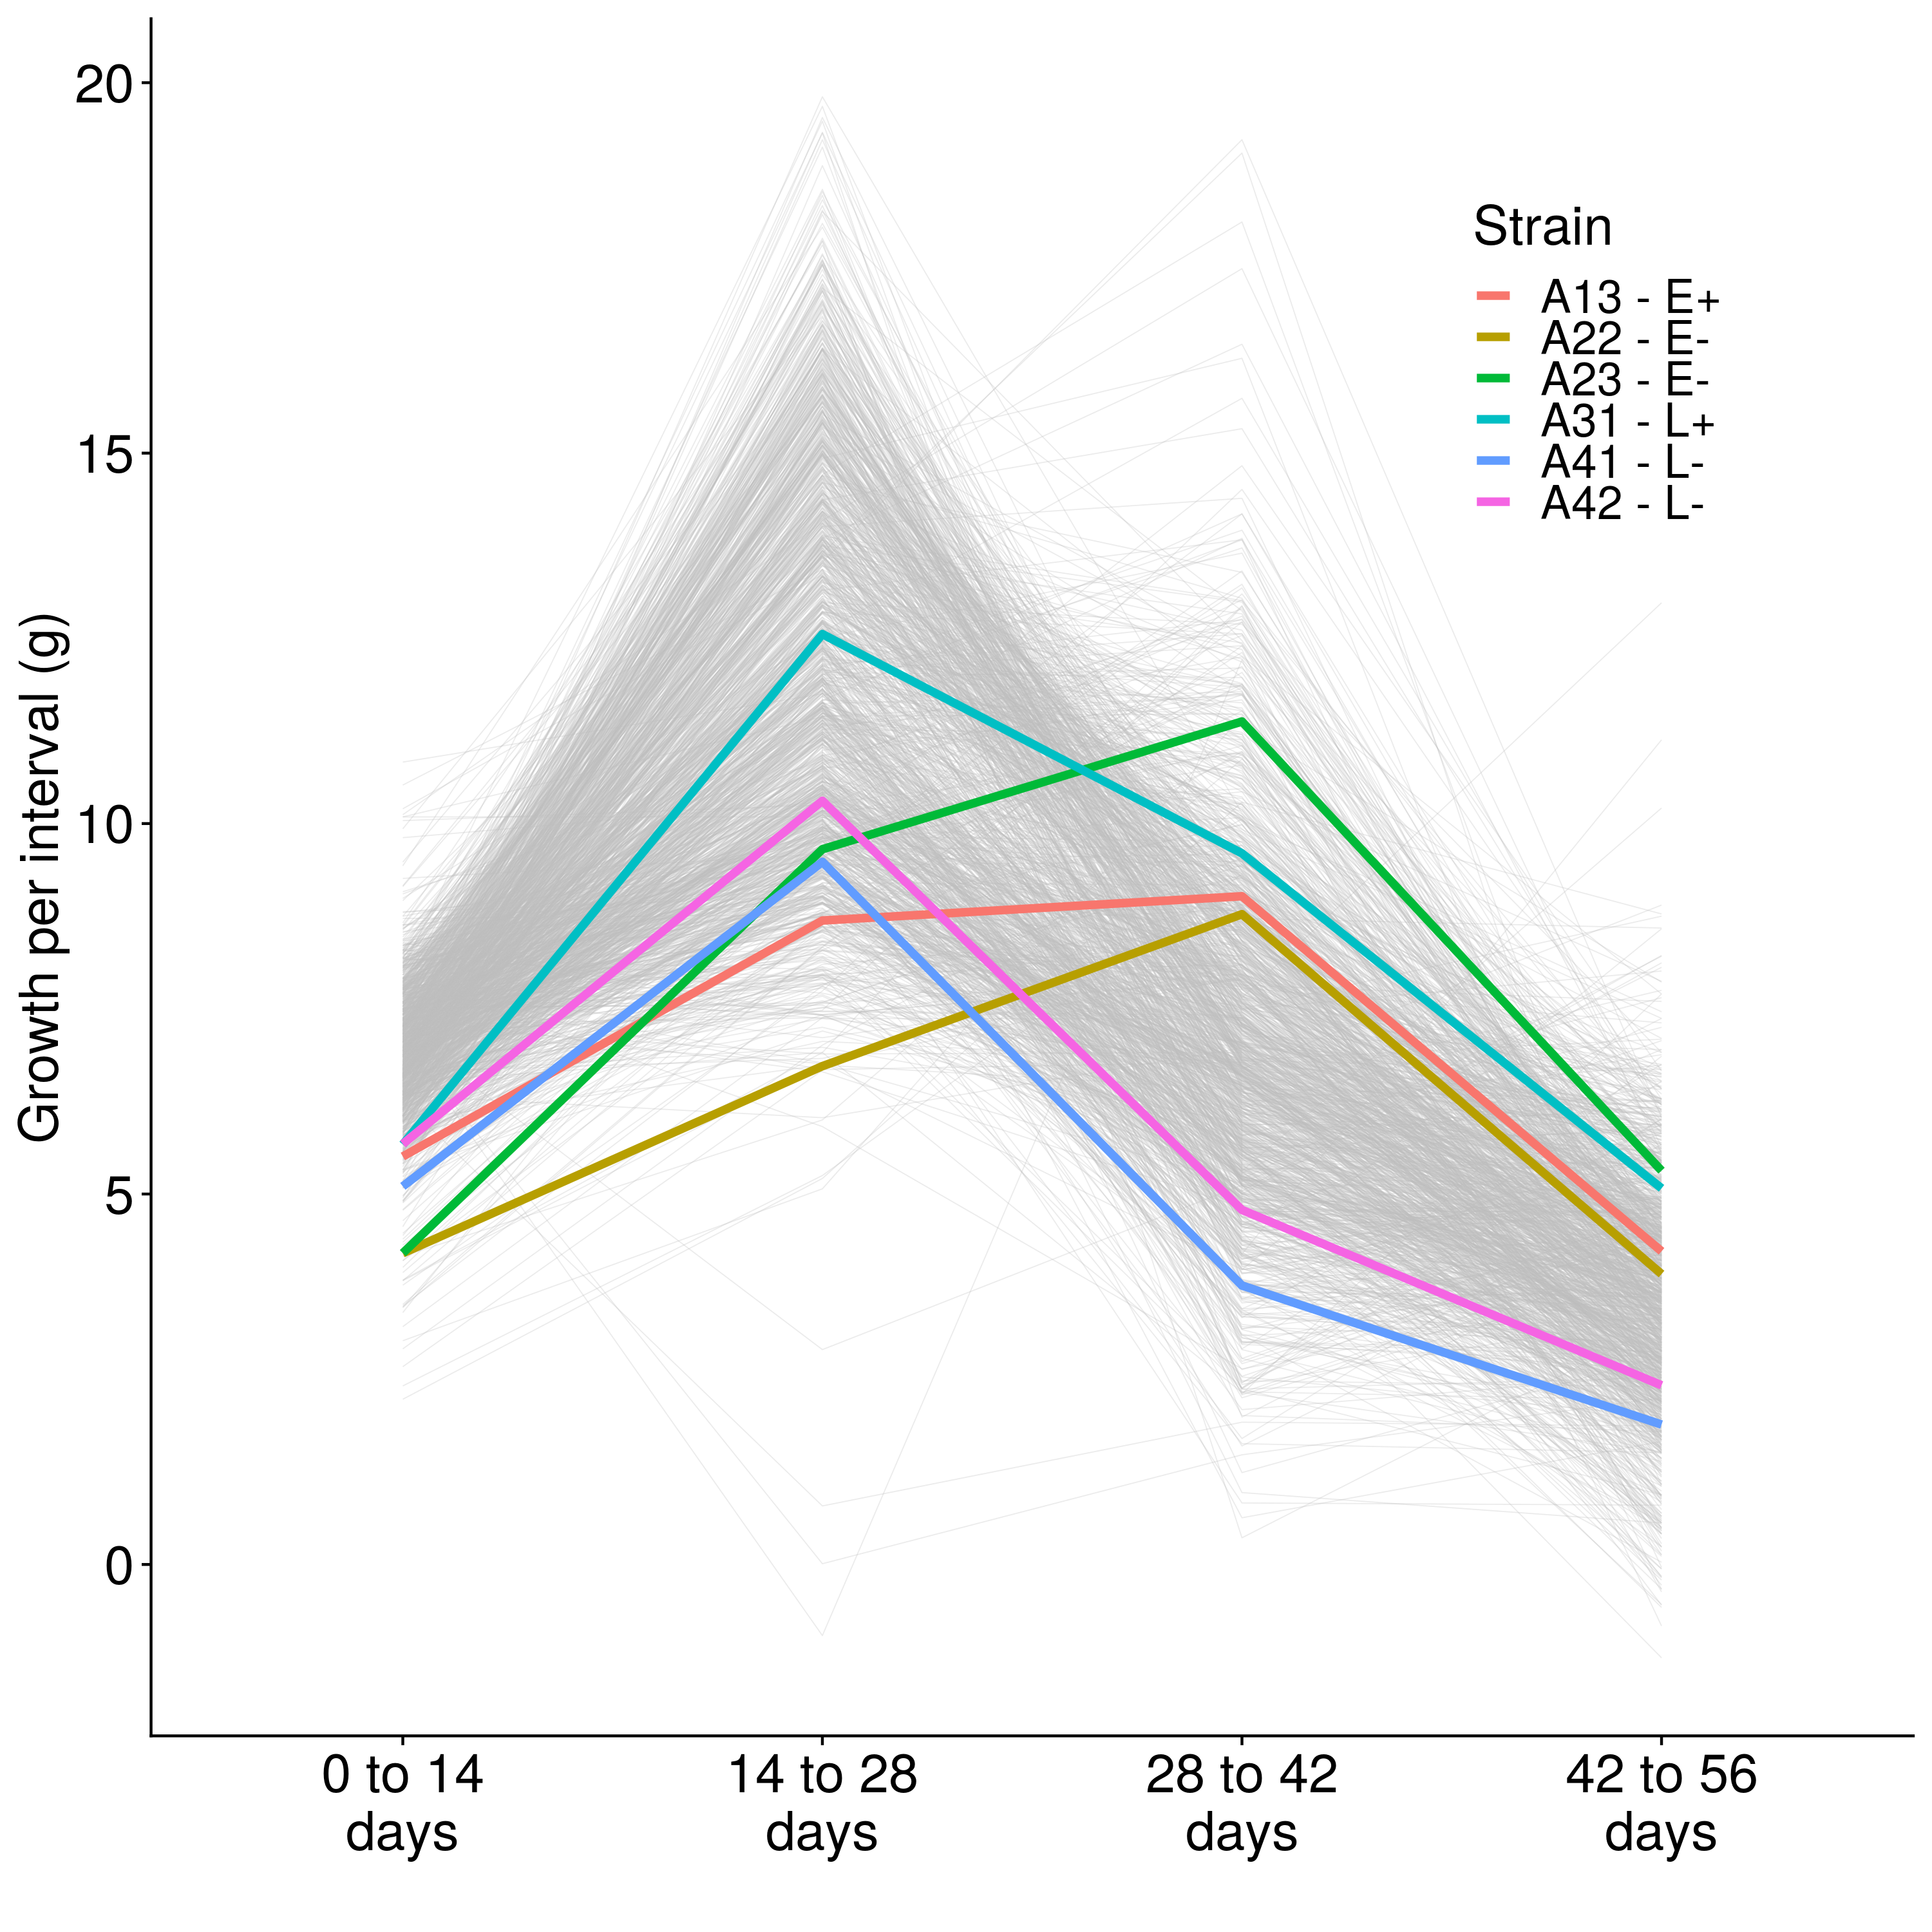 Growth per interval (g)
20
15
10
5
0
Strain
A13 - E+
A22 - E-
A23 - E-
A31 - L+
A41 - L-
A42 - L-
0 to 14
days
14 to 28
days
28 to 42
days
42 to 56
days